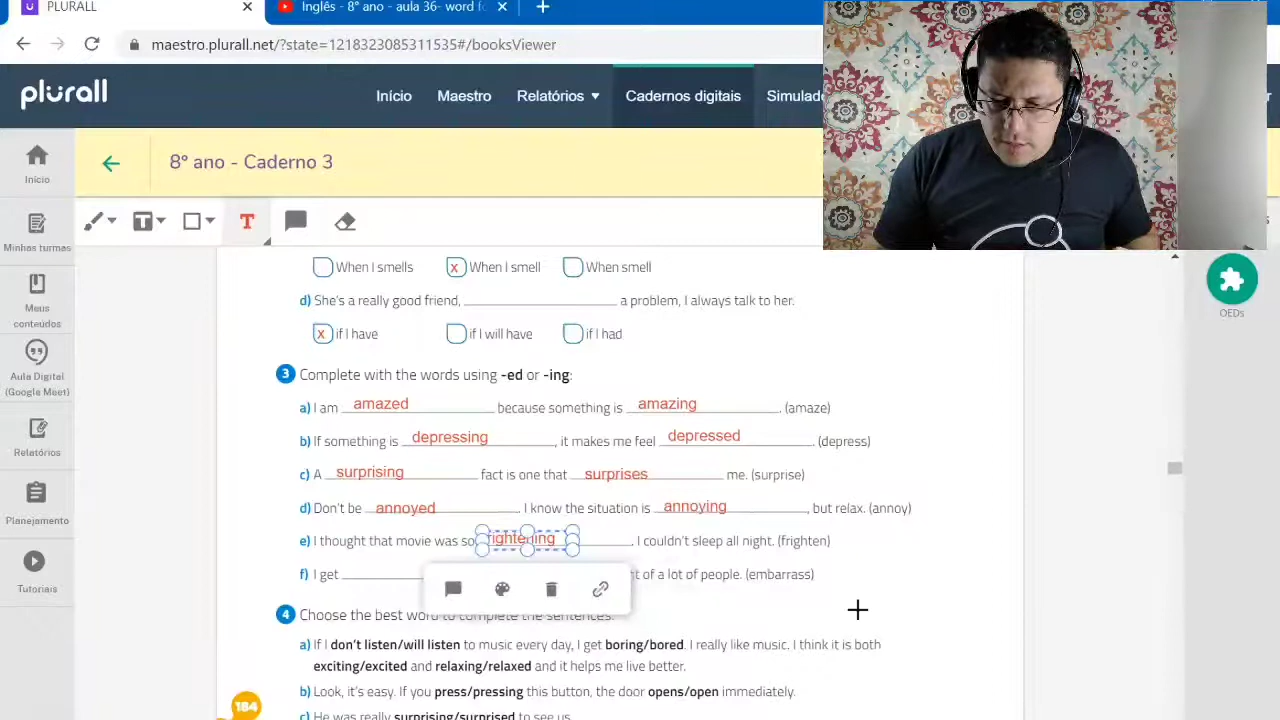 PLURALL
Inglês - 8º ano - aula 36- word fo
maestro.plurall.net/?state=1218323085311535#/booksViewer
plurall
Início
Maestro
Relatórios
Cadernos digitais
8º ano - Caderno 3
Início
Minhas turmas
Meus
conteúdos
Aula Digital
(Google Meet)
Relatórios
Planejamento
Tutoriais
OEDs
When I smells
x When I smell
When smell
d) She's a really good friend, ____ a problem, I always talk to her.
x if I have
if I will have
if I had
3 Complete with the words using -ed or -ing:
a) I am amazed because something is amazing. (amaze)
b) If something is depressing, it makes me feel depressed. (depress)
c) A surprising fact is one that surprises me. (surprise)
d) Don't be annoyed. I know the situation is annoying, but relax. (annoy)
e) I thought that movie was so frightening. I couldn't sleep all night. (frighten)
f) I get ____ of a lot of people. (embarrass)
4 Choose the best word to complete the sentences.
a) If I don't listen/will listen to music every day, I get boring/bored. I really like music. I think it is both
exciting/excited and relaxing/relaxed and it helps me live better.
b) Look, it's easy. If you press/pressing this button, the door opens/open immediately.
184
c) He was really surprising/surprised to see us.